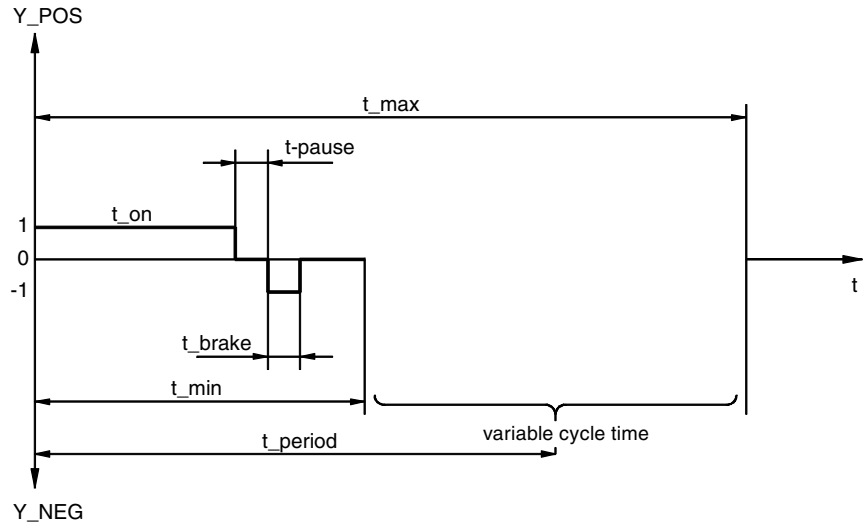 Y_POS
t_max
t-pause
t_on
1
0
-1
t
t_brake
t_min
variable cycle time
t_period
Y_NEG